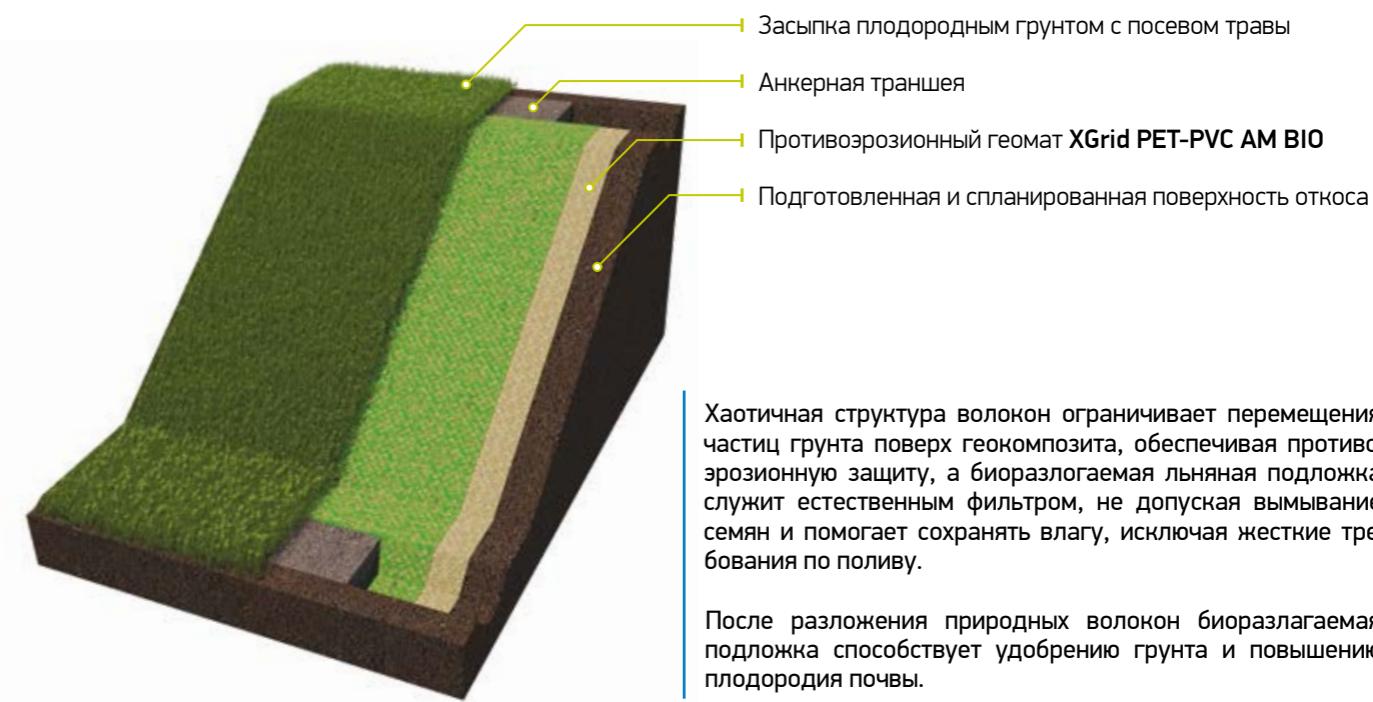 Засыпка плодородным грунтом с посевом травы
Анкерная траншея
Противоэрозионный геомат XGrid PET-PVC AM BIO
Подготовленная и спланированная поверхность откоса
Хаотичная структура волокон ограничивает перемещения
частиц грунта поверх геокомпозита, обеспечивая противо
эрозионную защиту, а биоразлогаемая льняная подложка
служит естественным фильтром, не допуская вымывание
семян и помогает сохранять влагу, исключая жесткие тре
бования по поливу.
После разложения природных волокон биоразлагаемая
подложка способствует удобрению грунта и повышению
плодородия почвы.